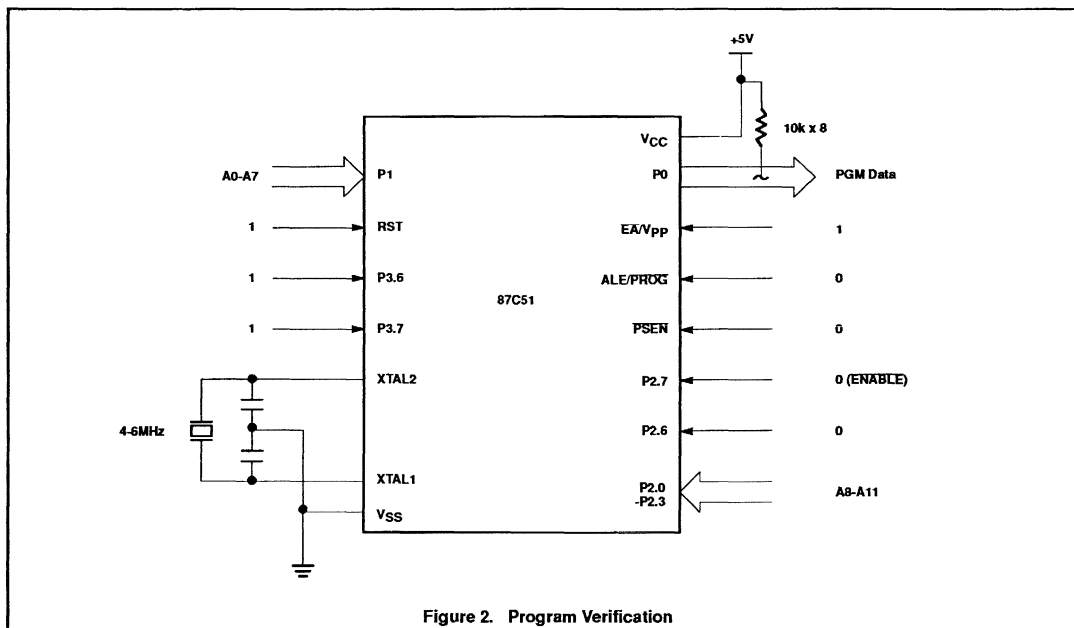 +5V
10k x 8
VCC
A0-A7
P1
P0
PGM Data
1
RST
EA/VPP
1
1
P3.6
ALE/PROG
0
87C51
1
P3.7
PSEN
0
XTAL2
P2.7
0 (ENABLE)
4-6MHz
P2.6
0
XTAL1
P2.0
-P2.3
A8-A11
VSS
Figure 2. Program Verification